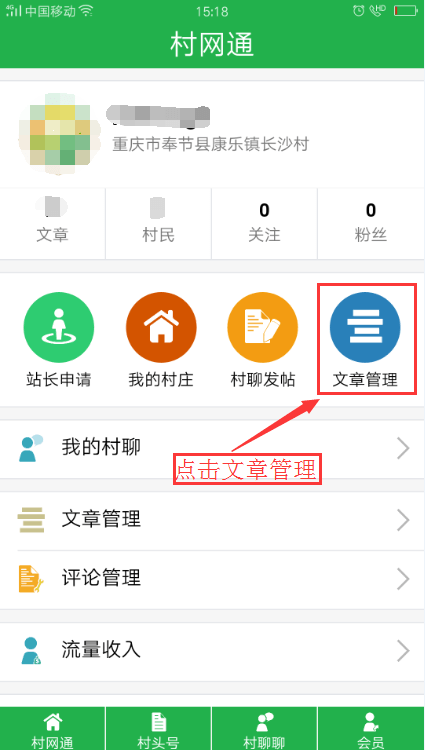 4G 中国移动 15:18 HD
村网通
重庆市奉节县康乐镇长沙村
0 0
文章 村民 关注 粉丝
站长申请 我的村庄 村聊发帖 文章管理
我的村聊
点击文章管理
文章管理
评论管理
流量收入
村网通 村头号 村聊聊 会员